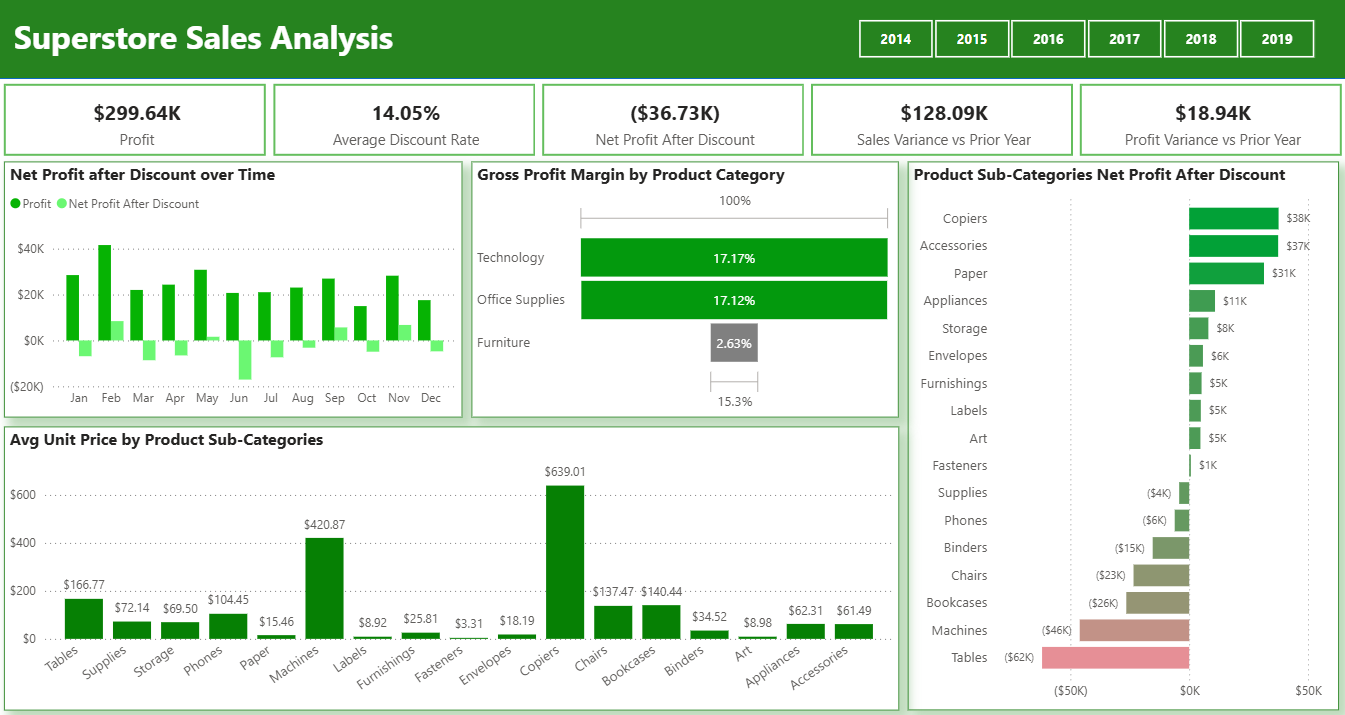 Superstore Sales Analysis
2014 2015 2016 2017 2018 2019
$299.64K
Profit
14.05%
Average Discount Rate
($36.73K)
Net Profit After Discount
$128.09K
Sales Variance vs Prior Year
$18.94K
Profit Variance vs Prior Year
Net Profit after Discount over Time
Profit Net Profit After Discount
$40K
$20K
$0K
($20K)
Jan Feb Mar Apr May Jun Jul Aug Sep Oct Nov Dec
Gross Profit Margin by Product Category
100%
Technology 17.17%
Office Supplies 17.12%
Furniture 2.63%
15.3%
Product Sub-Categories Net Profit After Discount
Copiers $38K
Accessories $37K
Paper $31K
Appliances $11K
Storage $8K
Envelopes $6K
Furnishings $5K
Labels $5K
Art $5K
Fasteners $1K
Supplies ($4K)
Phones ($6K)
Binders ($15K)
Chairs ($23K)
Bookcases ($26K)
Machines ($46K)
Tables ($62K)
($50K) $0K $50K
Avg Unit Price by Product Sub-Categories
$600
$400
$200
$0
$166.77 $72.14 $69.50 $104.45 $15.46 $420.87 $8.92 $25.81 $3.31 $18.19 $639.01 $137.47 $140.44 $34.52 $8.98 $62.31 $61.49
Tables Supplies Storage Phones Paper Machines Labels Furnishings Fasteners Envelopes Copiers Chairs Bookcases Binders Art Appliances Accessories